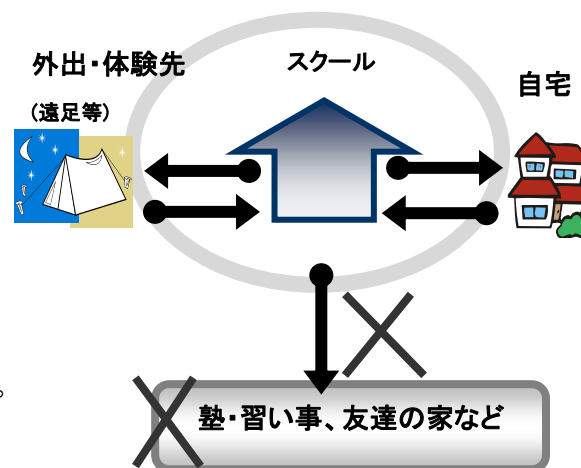 外出・体験先
(遠足等)
スクール
自宅
。
塾・習い事、友達の家など